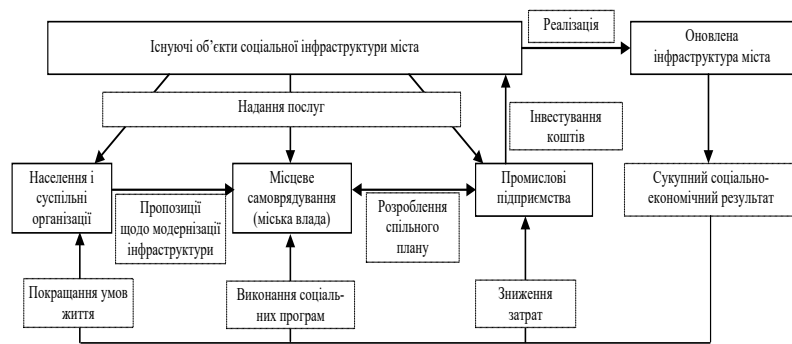 Існуючі об’єкти соціальної інфраструктури міста
Реалізація
Оновлена
інфраструктура міста
Надання послуг
Інвестування
коштів
Населення і
суспільні
організації
Пропозиції
щодо модернізації
інфраструктури
Місцеве
самоврядування
(міська влада)
Розроблення
спільного
плану
Промислові
підприємства
Сукупний соціально-
економічний результат
Покращання умов
життя
Виконання соціаль-
них програм
Зниження
затрат